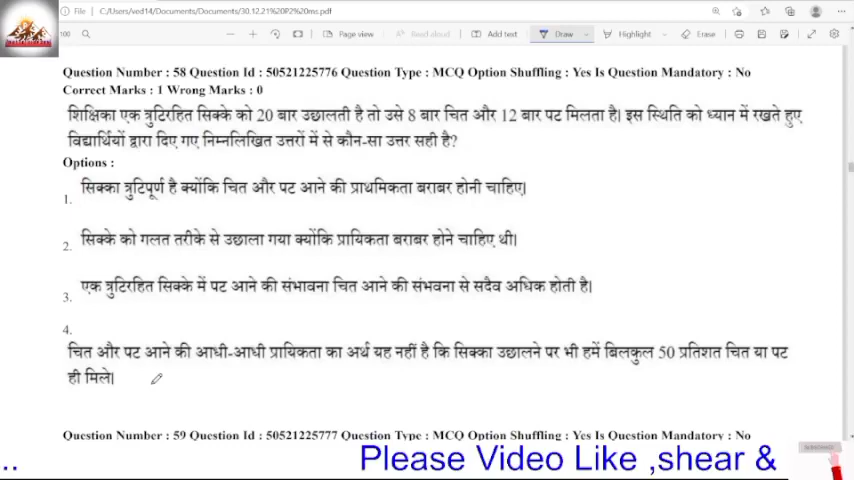 File C:/Users/ved14/Documents/Documents/30.12.21%20P2%20ms.pdf
100 Page view Read aloud Add text Draw Highlight Erase
Question Number : 58 Question Id : 50521225776 Question Type : MCQ Option Shuffling : Yes Is Question Mandatory : No
Correct Marks : 1 Wrong Marks : 0
शिक्षिका एक त्रुटिरहित सिक्के को 20 बार उछालती है तो उसे 8 बार चित और 12 बार पट मिलता है। इस स्थिति को ध्यान में रखते हुए
विद्यार्थियों द्वारा दिए गए निम्नलिखित उत्तरों में से कौन-सा उत्तर सही है?
Options :
1. सिक्का त्रुटिपूर्ण है क्योंकि चित और पट आने की प्राथमिकता बराबर होनी चाहिए।
2. सिक्के को गलत तरीके से उछाला गया क्योंकि प्रायिकता बराबर होने चाहिए थी।
3. एक त्रुटिरहित सिक्के में पट आने की संभावना चित आने की संभवना से सदैव अधिक होती है।
4.
चित और पट आने की आधी-आधी प्रायिकता का अर्थ यह नहीं है कि सिक्का उछालने पर भी हमें बिलकुल 50 प्रतिशत चित या पट
ही मिले।
Question Number : 59 Question Id : 50521225777 Question Type : MCQ Option Shuffling : Yes Is Question Mandatory : No
.. Please Video Like ,shear &